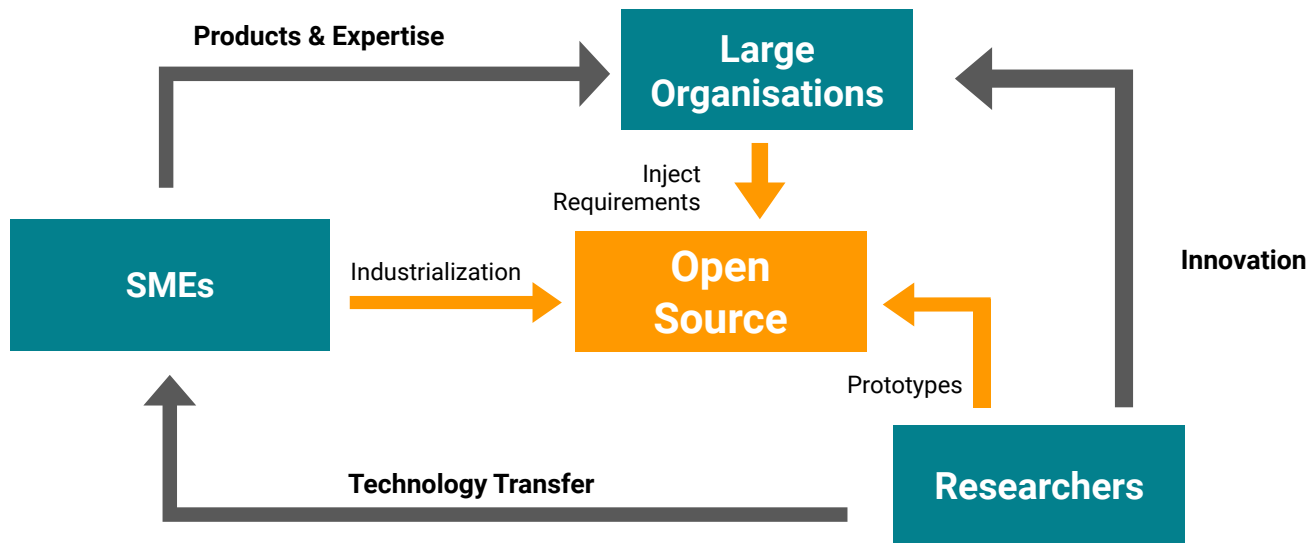 Products & Expertise
Large
Organisations
Inject
Requirements
SMEs
Industrialization
Open
Source
Innovation
Prototypes
Technology Transfer
Researchers